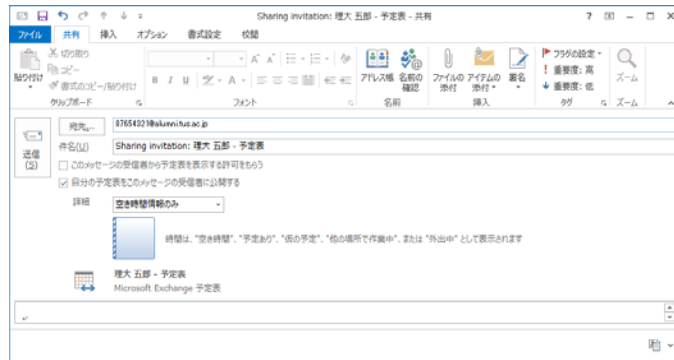 Sharing invitation: 理大 五郎 - 予定表 - 共有
ファイル 共有 挿入 オプション 書式設定 校閲
貼り付け
切り取り
コピー
書式のコピー/貼り付け
クリップボード
B I U
フォント
アドレス帳 名前の確認
名前
ファイルの添付 アイテムの添付 署名
挿入
フラグの設定
重要度: 高
重要度: 低
タグ
ズーム
ズーム
送信(S)
宛先...
87654321@alumni.tus.ac.jp
件名(U)
Sharing invitation: 理大 五郎 - 予定表
このメッセージの受信者から予定表を表示する許可をもらう
自分の予定表をこのメッセージの受信者に公開する
詳細
空き時間情報のみ
時間は、"空き時間"、"予定あり"、"仮の予定"、"他の場所で作業中"、または "外出中" として表示されます
理大 五郎 - 予定表
Microsoft Exchange 予定表